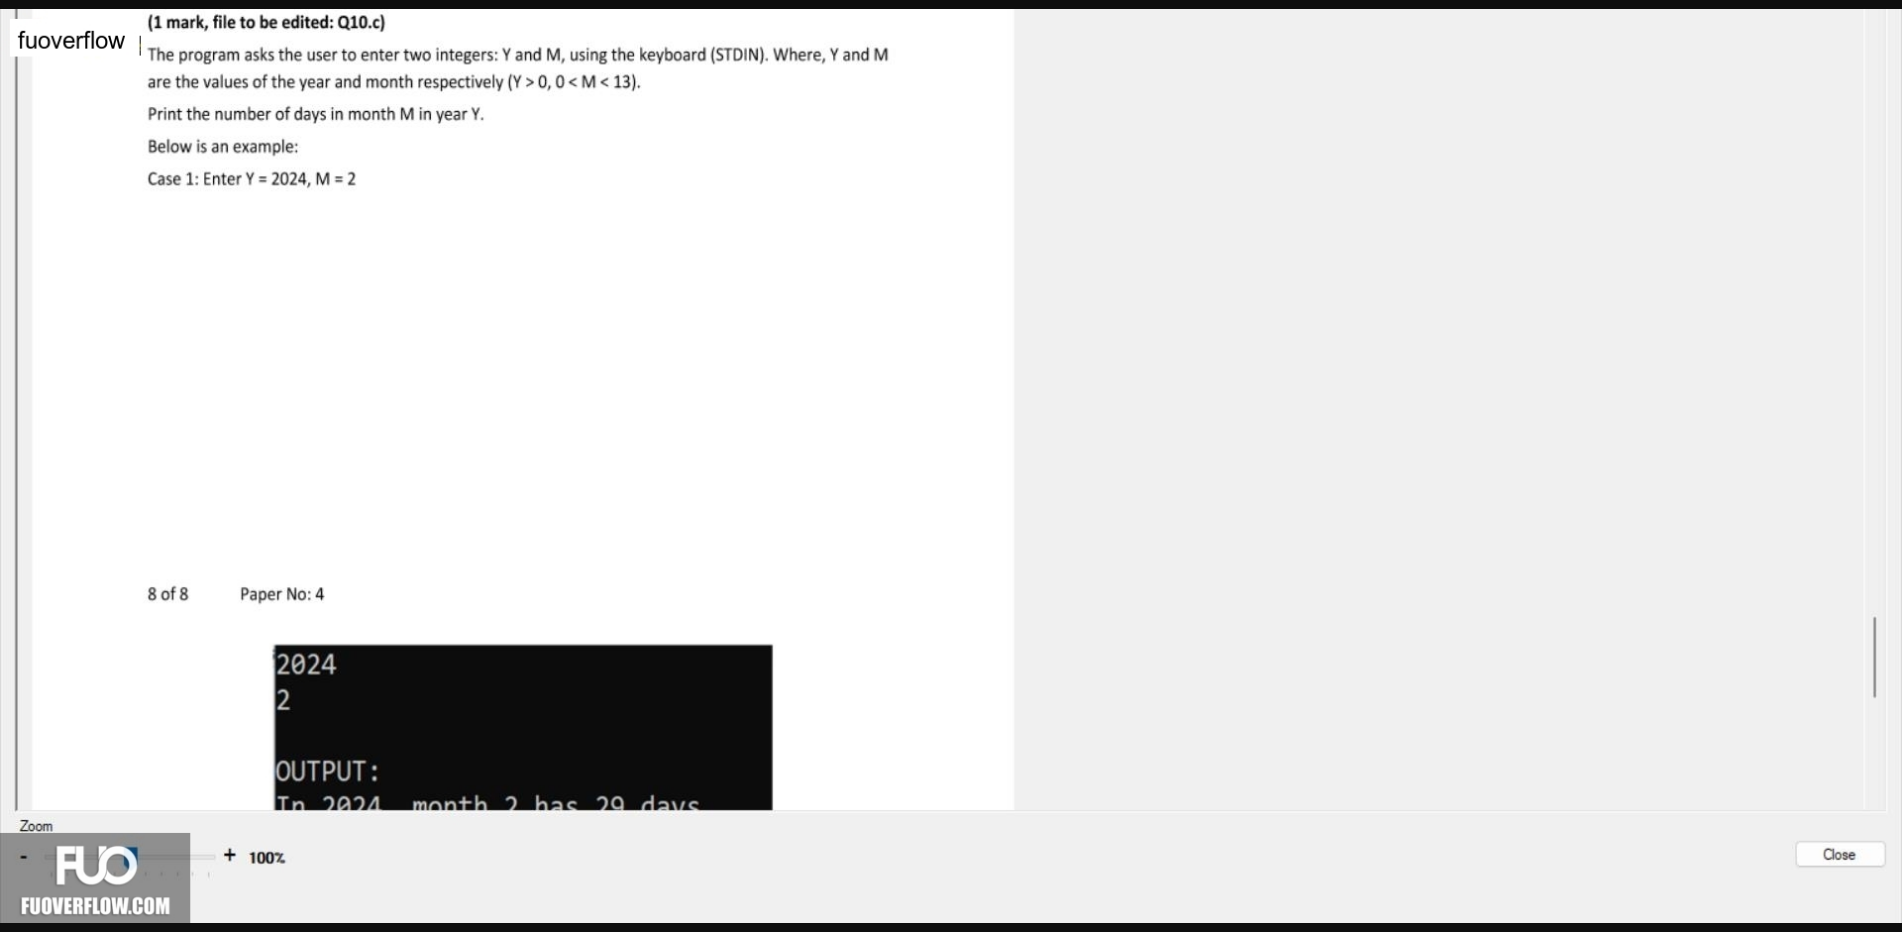 (1 mark, file to be edited: Q10.c)
fuoverflow
The program asks the user to enter two integers: Y and M, using the keyboard (STDIN). Where, Y and M
are the values of the year and month respectively (Y > 0, 0 < M < 13).
Print the number of days in month M in year Y.
Below is an example:
Case 1: Enter Y = 2024, M = 2
8 of 8 Paper No: 4
2024
2
OUTPUT:
In 2024, month 2 has 29 days
Zoom
- + 100%
Close
FUO
FUOVERFLOW.COM